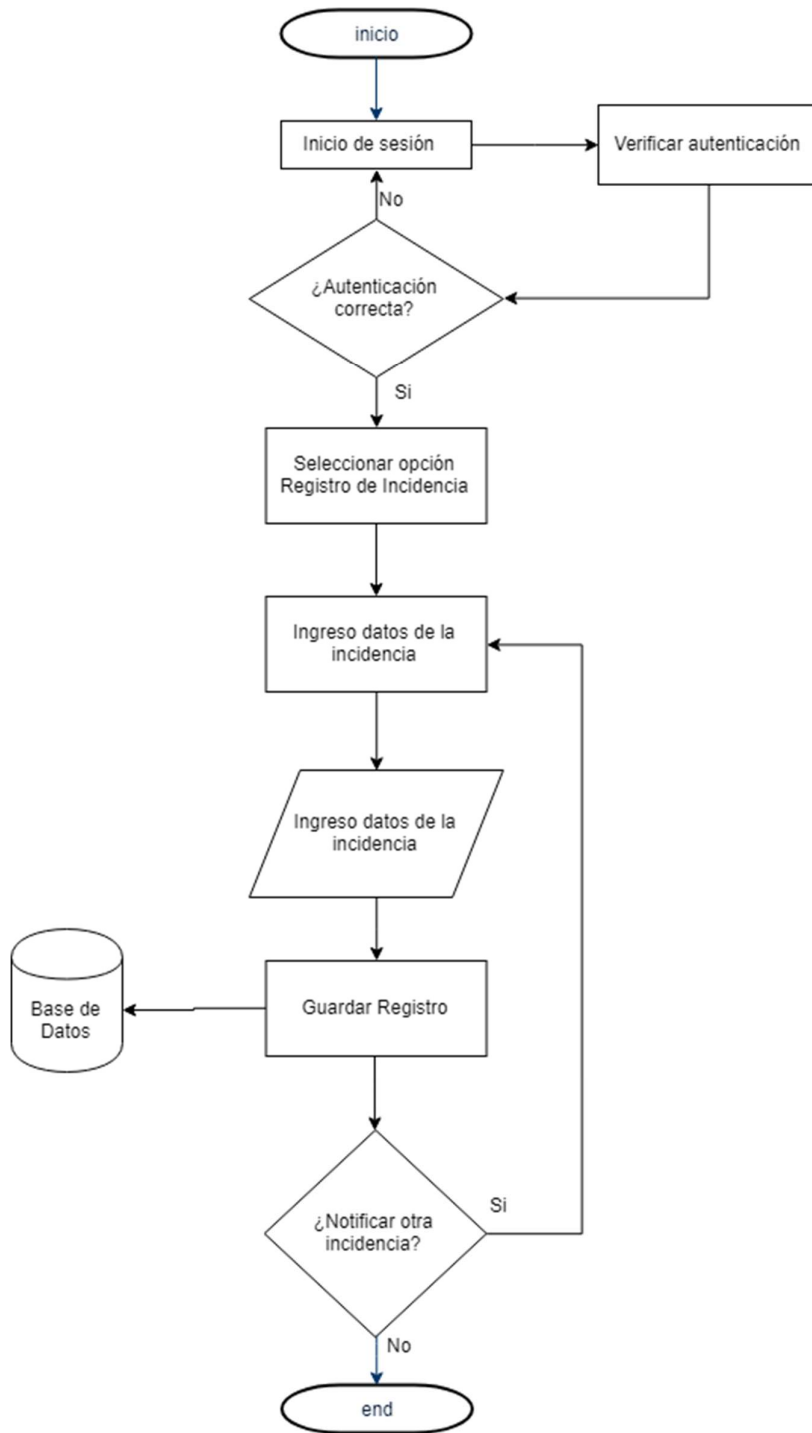 inicio
Inicio de sesión
Verificar autenticación
No
¿Autenticación
correcta?
Si
Seleccionar opción
Registro de Incidencia
Ingreso datos de la
incidencia
Ingreso datos de la
incidencia
Base de
Datos
Guardar Registro
¿Notificar otra
incidencia?
Si
No
end